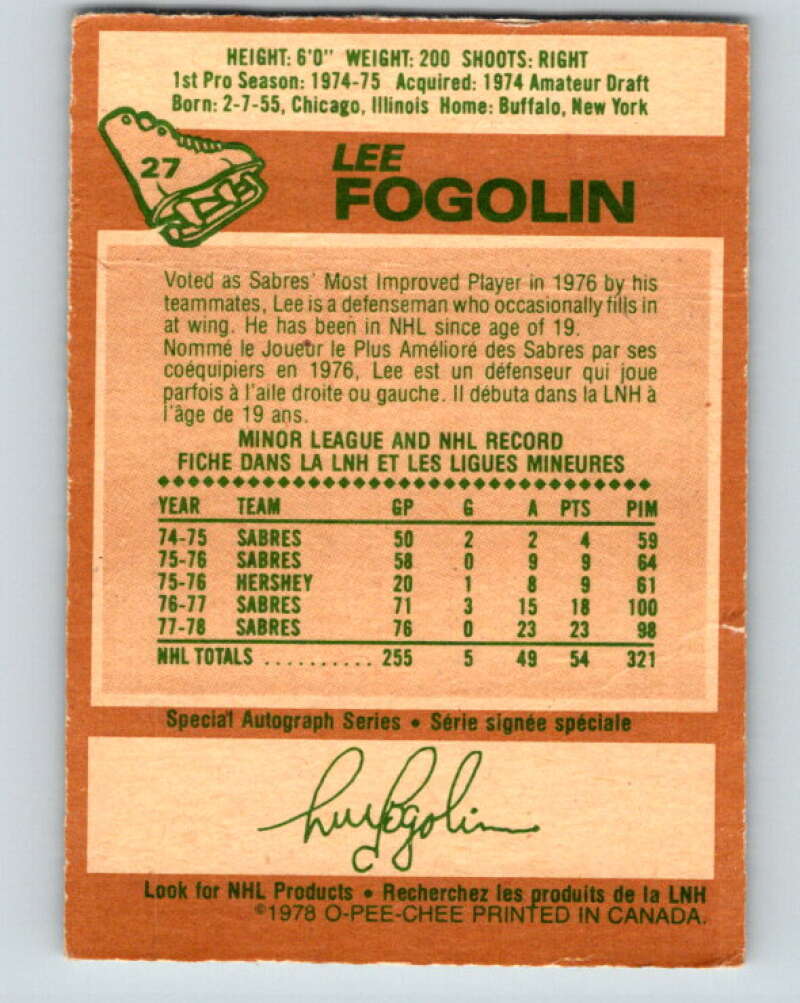 HEIGHT: 6'0" WEIGHT: 200 SHOOTS: RIGHT
1st Pro Season: 1974-75 Acquired: 1974 Amateur Draft
Born: 2-7-55, Chicago, Illinois Home: Buffalo, New York
27
LEE
FOGOLIN
Voted as Sabres' Most Improved Player in 1976 by his
teammates, Lee is a defenseman who occasionally fills in
at wing. He has been in NHL since age of 19.
Nommé le Joueur le Plus Amélioré des Sabres par ses
coéquipiers en 1976, Lee est un défenseur qui joue
parfois à l'aile droite ou gauche. Il débuta dans la LNH à
l'âge de 19 ans.
MINOR LEAGUE AND NHL RECORD
FICHE DANS LA LNH ET LES LIGUES MINEURES
YEAR TEAM GP G A PTS PIM
74-75 SABRES 50 2 2 4 59
75-76 SABRES 58 0 9 9 64
75-76 HERSHEY 20 1 8 9 61
76-77 SABRES 71 3 15 18 100
77-78 SABRES 76 0 23 23 98
NHL TOTALS .......... 255 5 49 54 321
Special Autograph Series • Série signée spéciale
Lee Fogolin
Look for NHL Products • Recherchez les produits de la LNH
©1978 O-PEE-CHEE PRINTED IN CANADA.